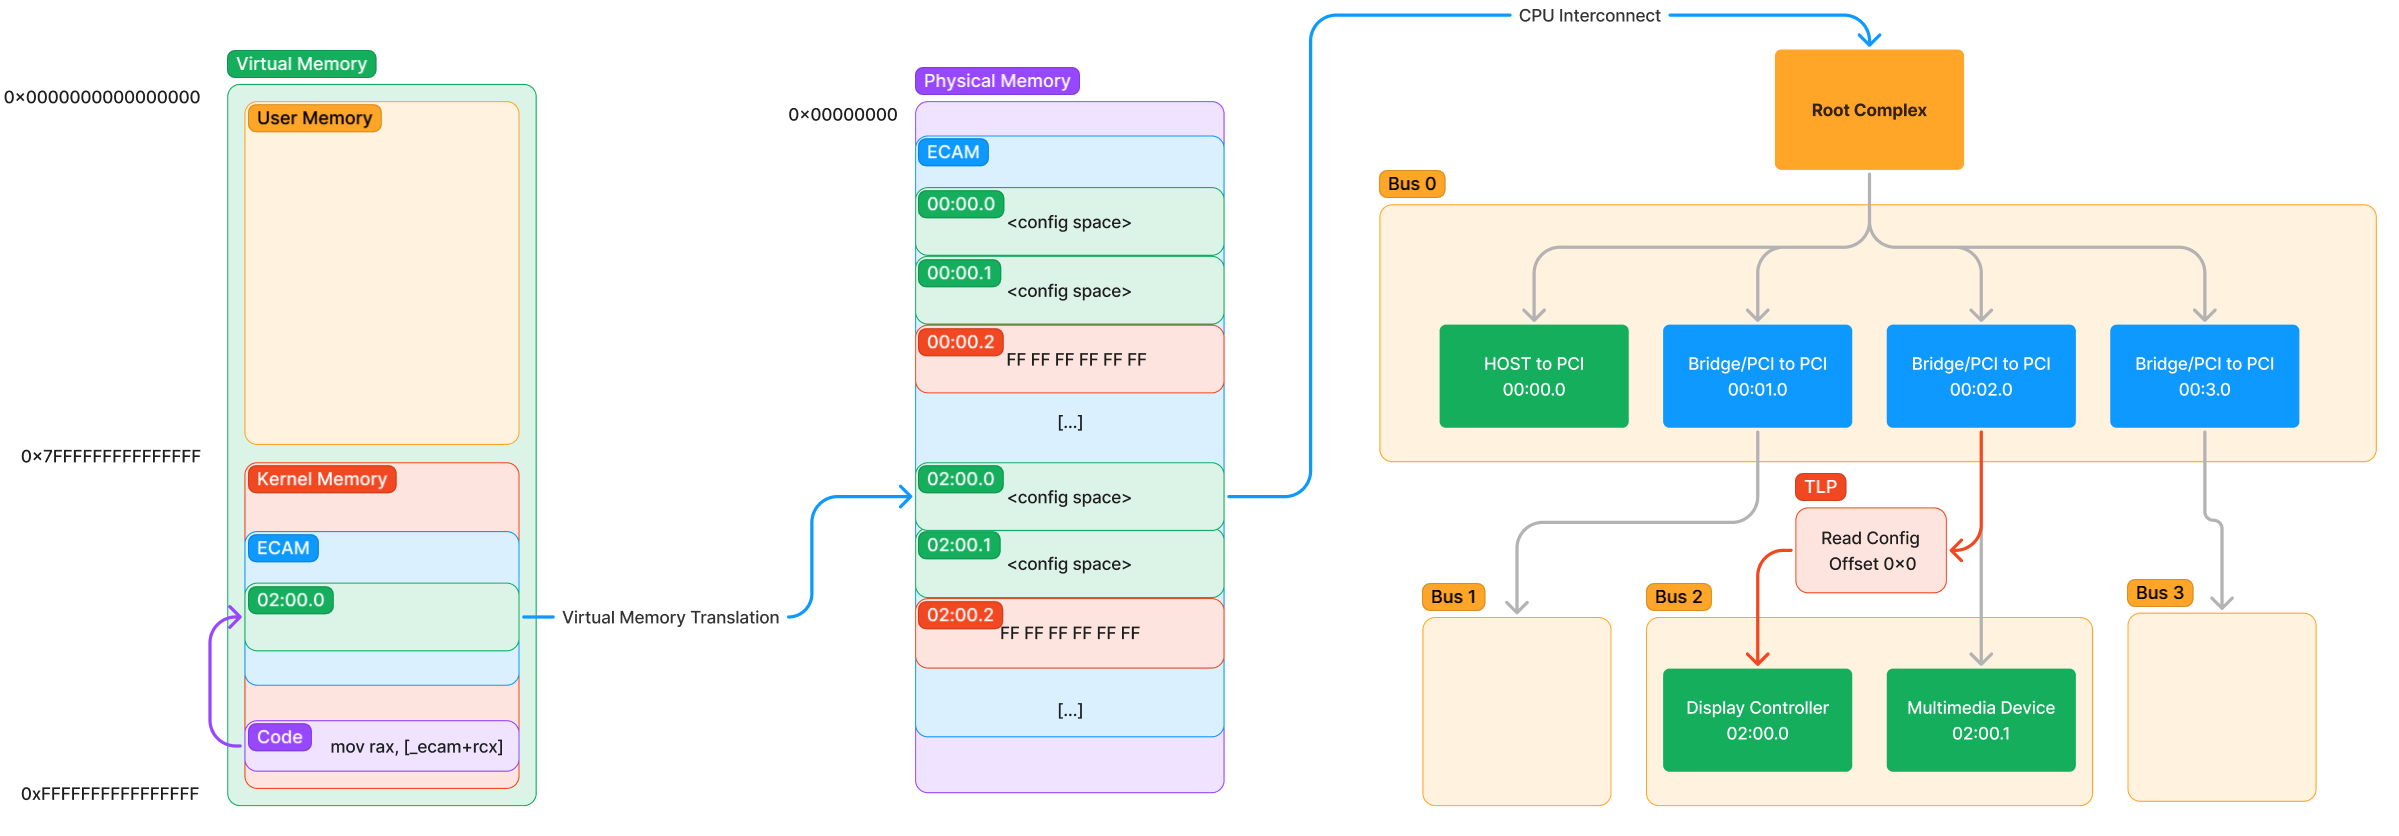 Virtual Memory
0×0000000000000000
User Memory
0×7FFFFFFFFFFFFFFF
Kernel Memory
ECAM
02:00.0
Code
mov rax, [_ecam+rcx]
0xFFFFFFFFFFFFFFFF
Virtual Memory Translation
Physical Memory
0×00000000
ECAM
00:00.0
<config space>
00:00.1
<config space>
00:00.2
FF FF FF FF FF FF
[...]
02:00.0
<config space>
02:00.1
<config space>
02:00.2
FF FF FF FF FF FF
[...]
CPU Interconnect
Root Complex
Bus 0
HOST to PCI
00:00.0
Bridge/PCI to PCI
00:01.0
Bridge/PCI to PCI
00:02.0
Bridge/PCI to PCI
00:3.0
TLP
Read Config
Offset 0×0
Bus 1
Bus 2
Display Controller
02:00.0
Multimedia Device
02:00.1
Bus 3